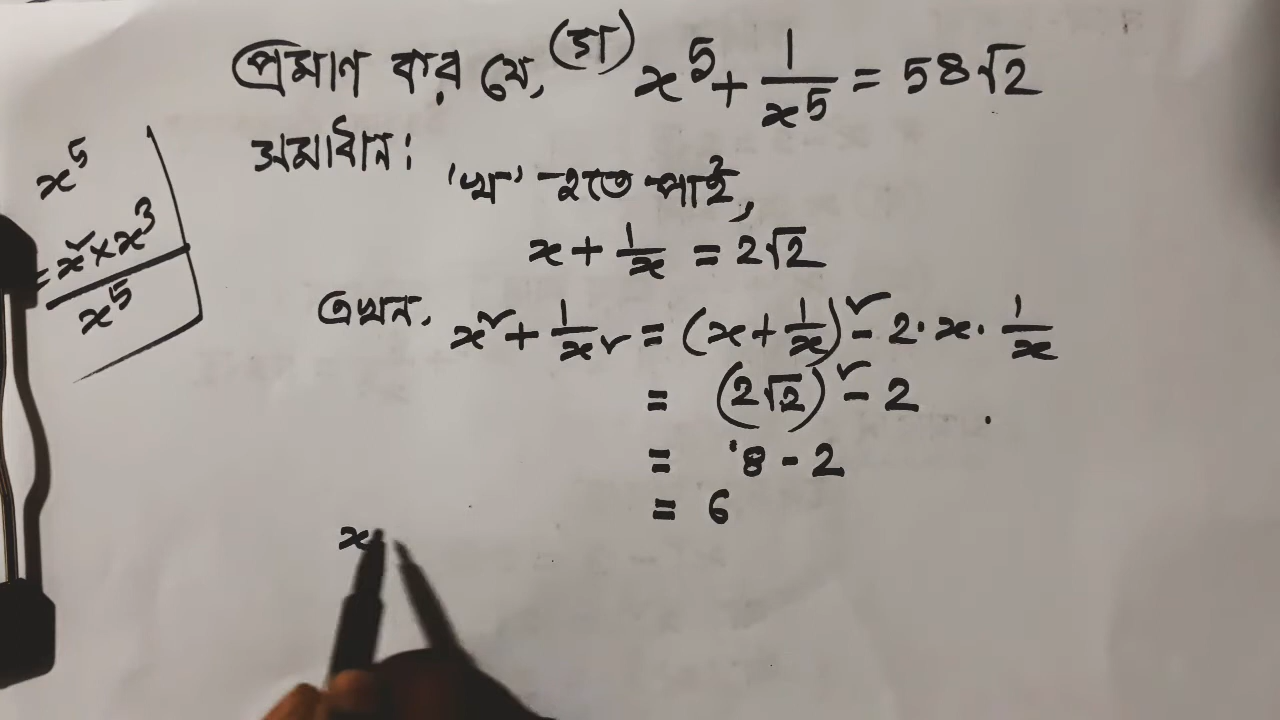 প্রমাণ কর যে, (গ) x⁵ + 1/x⁵ = 58√2
সমাধান:
'খ' হতে পাই,
x + 1/x = 2√2
এখন, x² + 1/x² = (x + 1/x)² - 2·x·1/x
= (2√2)² - 2
= 8 - 2
= 6
x
x⁵
= x² × x³
x⁵